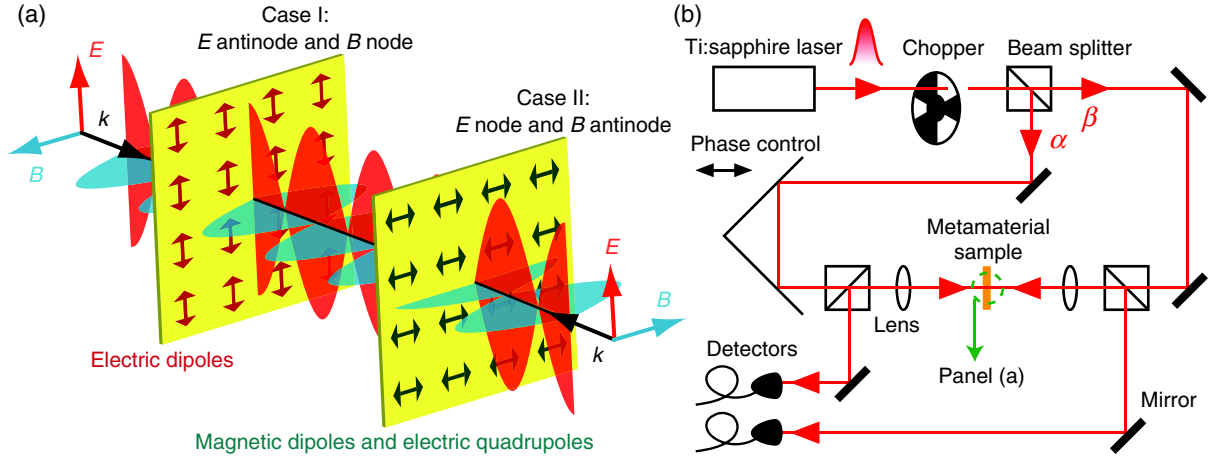 (a)
Case I:
E antinode and B node
E
k
B
Case II:
E node and B antinode
E
B
k
Electric dipoles
Magnetic dipoles and electric quadrupoles
(b)
Ti:sapphire laser
Chopper
Beam splitter
β
α
Phase control
Metamaterial
sample
Lens
Detectors
Panel (a)
Mirror